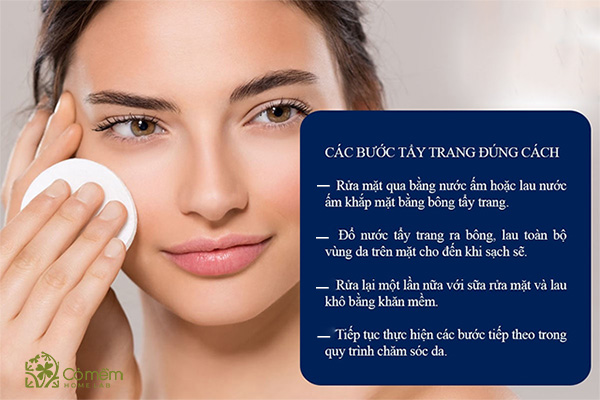 CÁC BƯỚC TẨY TRANG ĐÚNG CÁCH
— Rửa mặt qua bằng nước ấm hoặc lau nước
ấm khắp mặt bằng bông tẩy trang.
— Đổ nước tẩy trang ra bông, lau toàn bộ
vùng da trên mặt cho đến khi sạch sẽ.
— Rửa lại một lần nữa với sữa rửa mặt và lau
khô bằng khăn mềm.
— Tiếp tục thực hiện các bước tiếp theo trong
quy trình chăm sóc da.
Cỏ mềm
HOME LAB